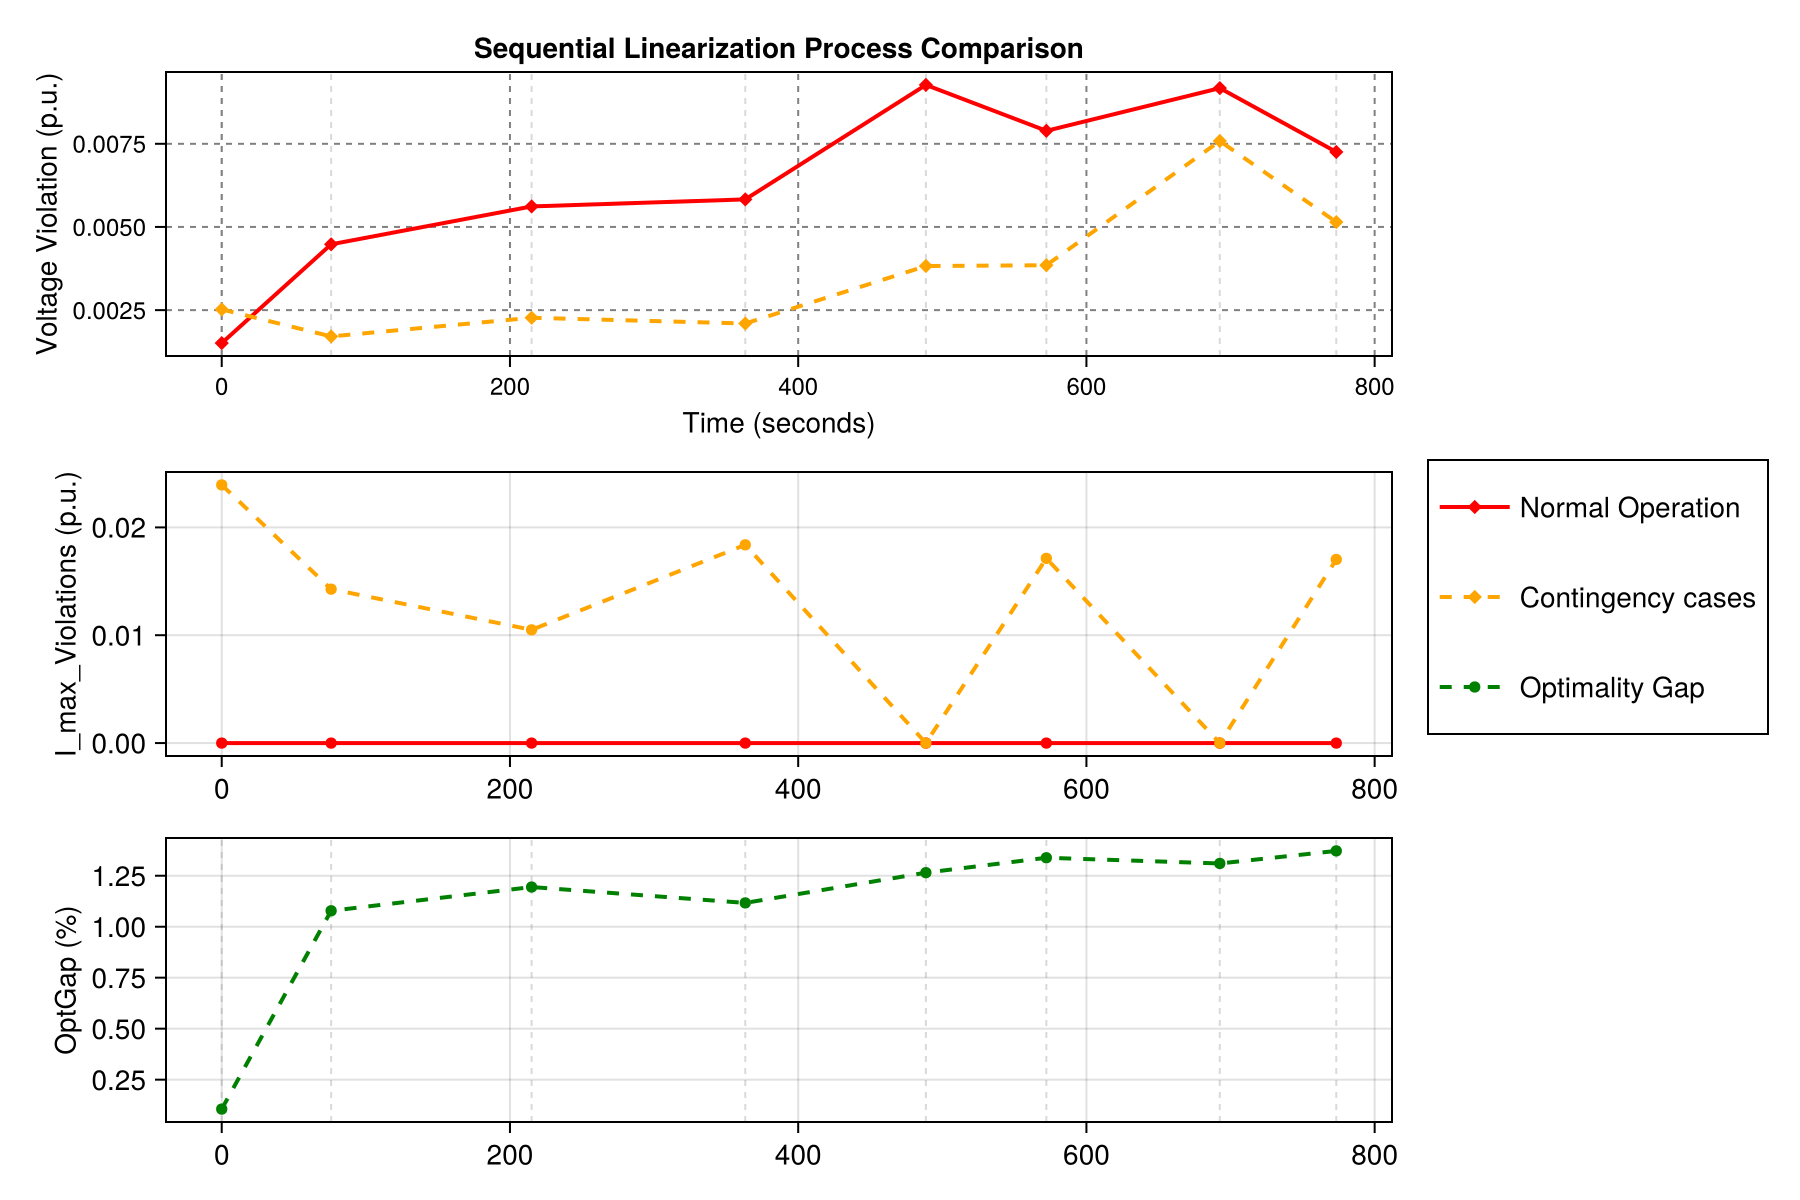 Sequential Linearization Process Comparison
Voltage Violation (p.u.)
0.0075
0.0050
0.0025
0 200 400 600 800
Time (seconds)
I_max_Violations (p.u.)
0.02
0.01
0.00
0 200 400 600 800
Normal Operation
Contingency cases
Optimality Gap
OptGap (%)
1.25
1.00
0.75
0.50
0.25
0 200 400 600 800